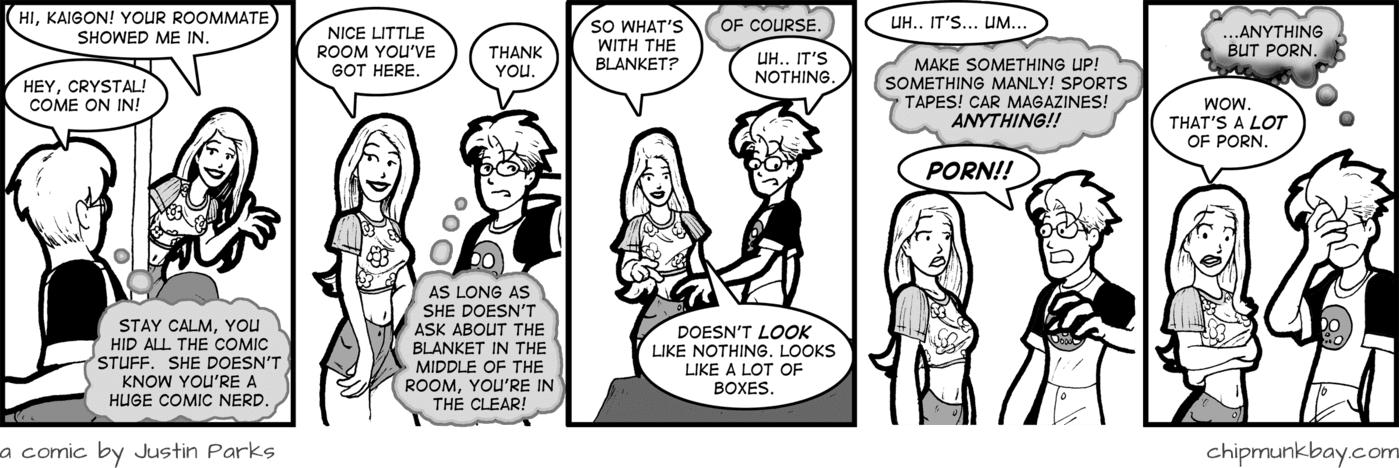 HI, KAIGON! YOUR ROOMMATE
SHOWED ME IN.
HEY, CRYSTAL!
COME ON IN!
STAY CALM, YOU
HID ALL THE COMIC
STUFF. SHE DOESN'T
KNOW YOU'RE A
HUGE COMIC NERD.
NICE LITTLE
ROOM YOU'VE
GOT HERE.
THANK
YOU.
AS LONG AS
SHE DOESN'T
ASK ABOUT THE
BLANKET IN THE
MIDDLE OF THE
ROOM, YOU'RE IN
THE CLEAR!
SO WHAT'S
WITH THE
BLANKET?
OF COURSE.
UH.. IT'S
NOTHING.
DOESN'T LOOK
LIKE NOTHING. LOOKS
LIKE A LOT OF
BOXES.
UH.. IT'S... UM...
MAKE SOMETHING UP!
SOMETHING MANLY! SPORTS
TAPES! CAR MAGAZINES!
ANYTHING!!
PORN!!
...ANYTHING
BUT PORN.
WOW.
THAT'S A LOT
OF PORN.
a comic by Justin Parks
chipmunkbay.com